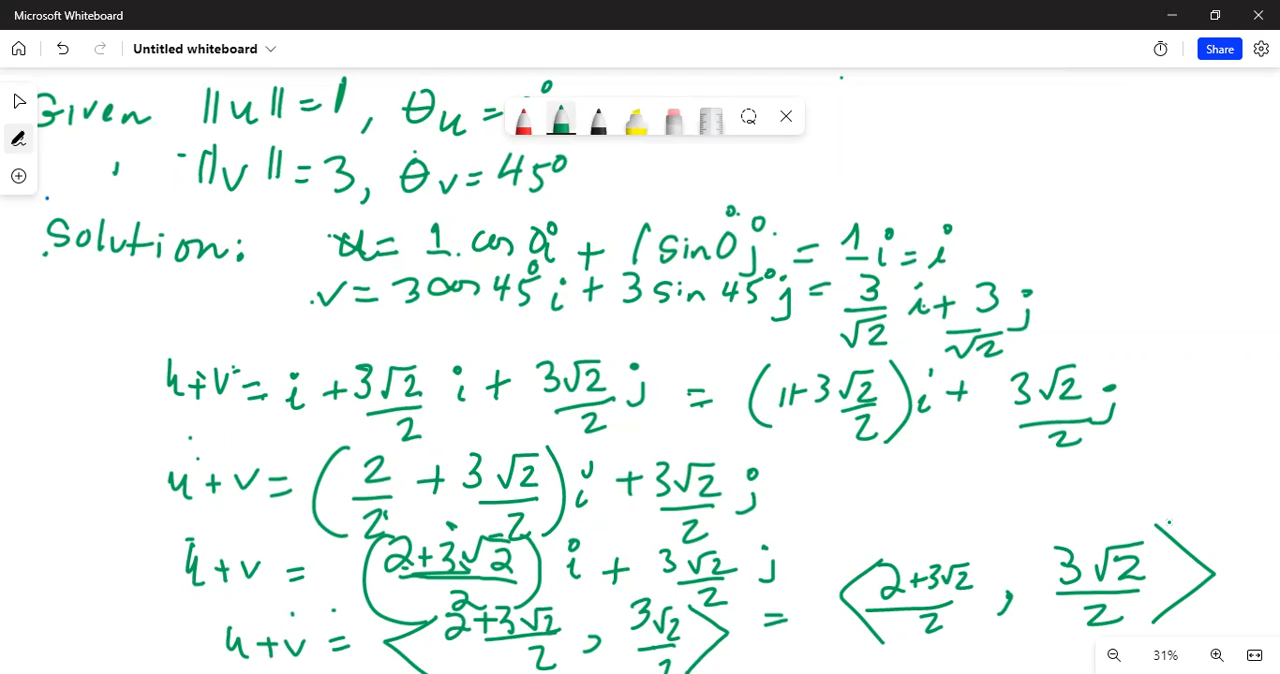 Microsoft Whiteboard
Untitled whiteboard
Share
Given ||u|| = 1, θu = 0°
, ||v|| = 3, θv = 45°
Solution: u = 1. cos 0°i + 1 sin 0°j = 1i = i
v = 3 cos 45°i + 3 sin 45°j = 3/√2 i + 3/√2 j
u+v = i + 3√2/2 i + 3√2/2 j = (1+3√2/2)i + 3√2/2 j
u+v = (2/2 + 3√2/2)i + 3√2/2 j
u+v = (2+3√2/2) i + 3√2/2 j
u+v = <2+3√2/2, 3√2/2> = <2+3√2/2, 3√2/2>
31%